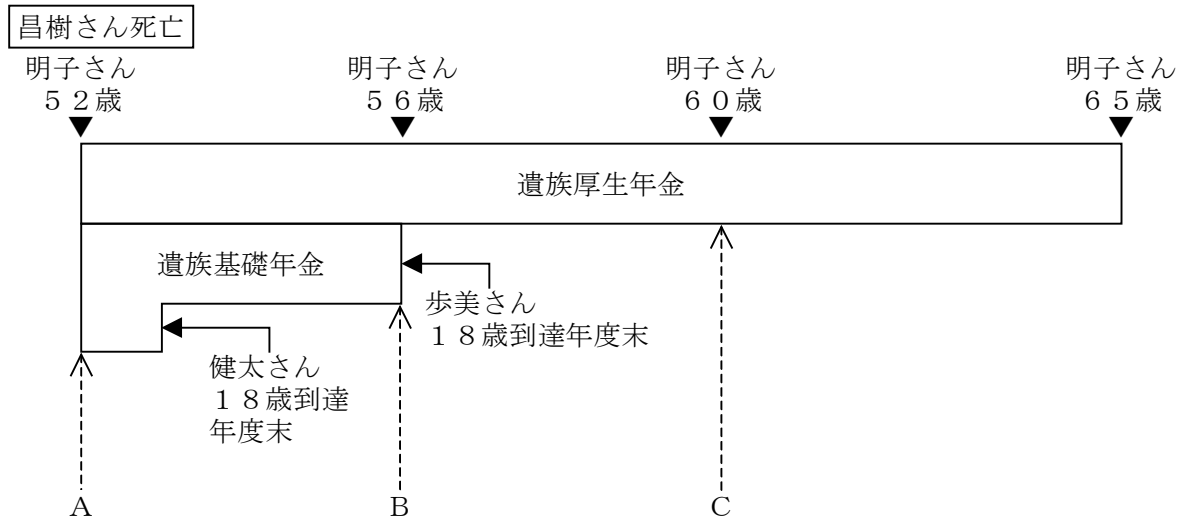 昌樹さん死亡
明子さん
５２歳
明子さん
５６歳
明子さん
６０歳
明子さん
６５歳
遺族厚生年金
遺族基礎年金
歩美さん
１８歳到達年度末
健太さん
１８歳到達
年度末
A
B
C